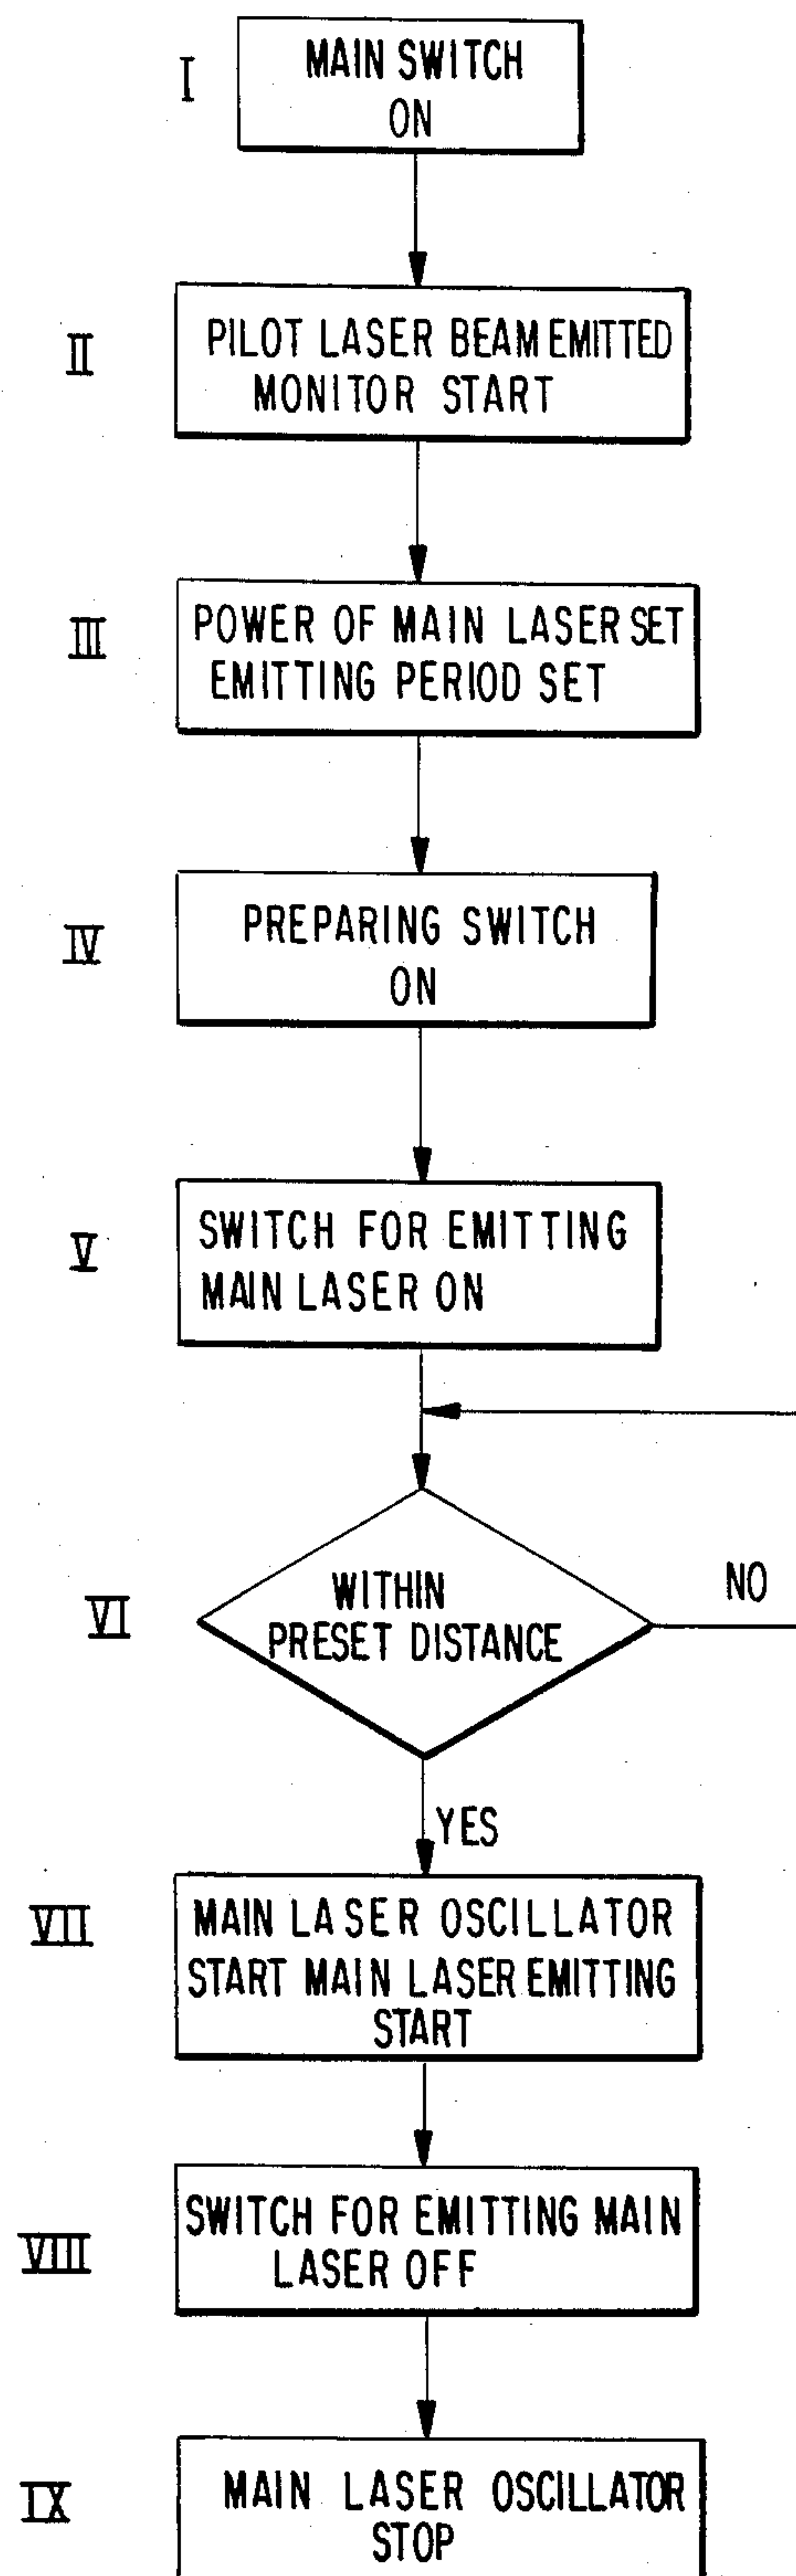 I
MAIN SWITCH
ON
II
PILOT LASER BEAM EMITTED
MONITOR START
III
POWER OF MAIN LASER SET
EMITTING PERIOD SET
IV
PREPARING SWITCH
ON
V
SWITCH FOR EMITTING
MAIN LASER ON
VI
WITHIN
PRESET DISTANCE
NO
YES
VII
MAIN LASER OSCILLATOR
START MAIN LASER EMITTING
START
VIII
SWITCH FOR EMITTING MAIN
LASER OFF
IX
MAIN LASER OSCILLATOR
STOP